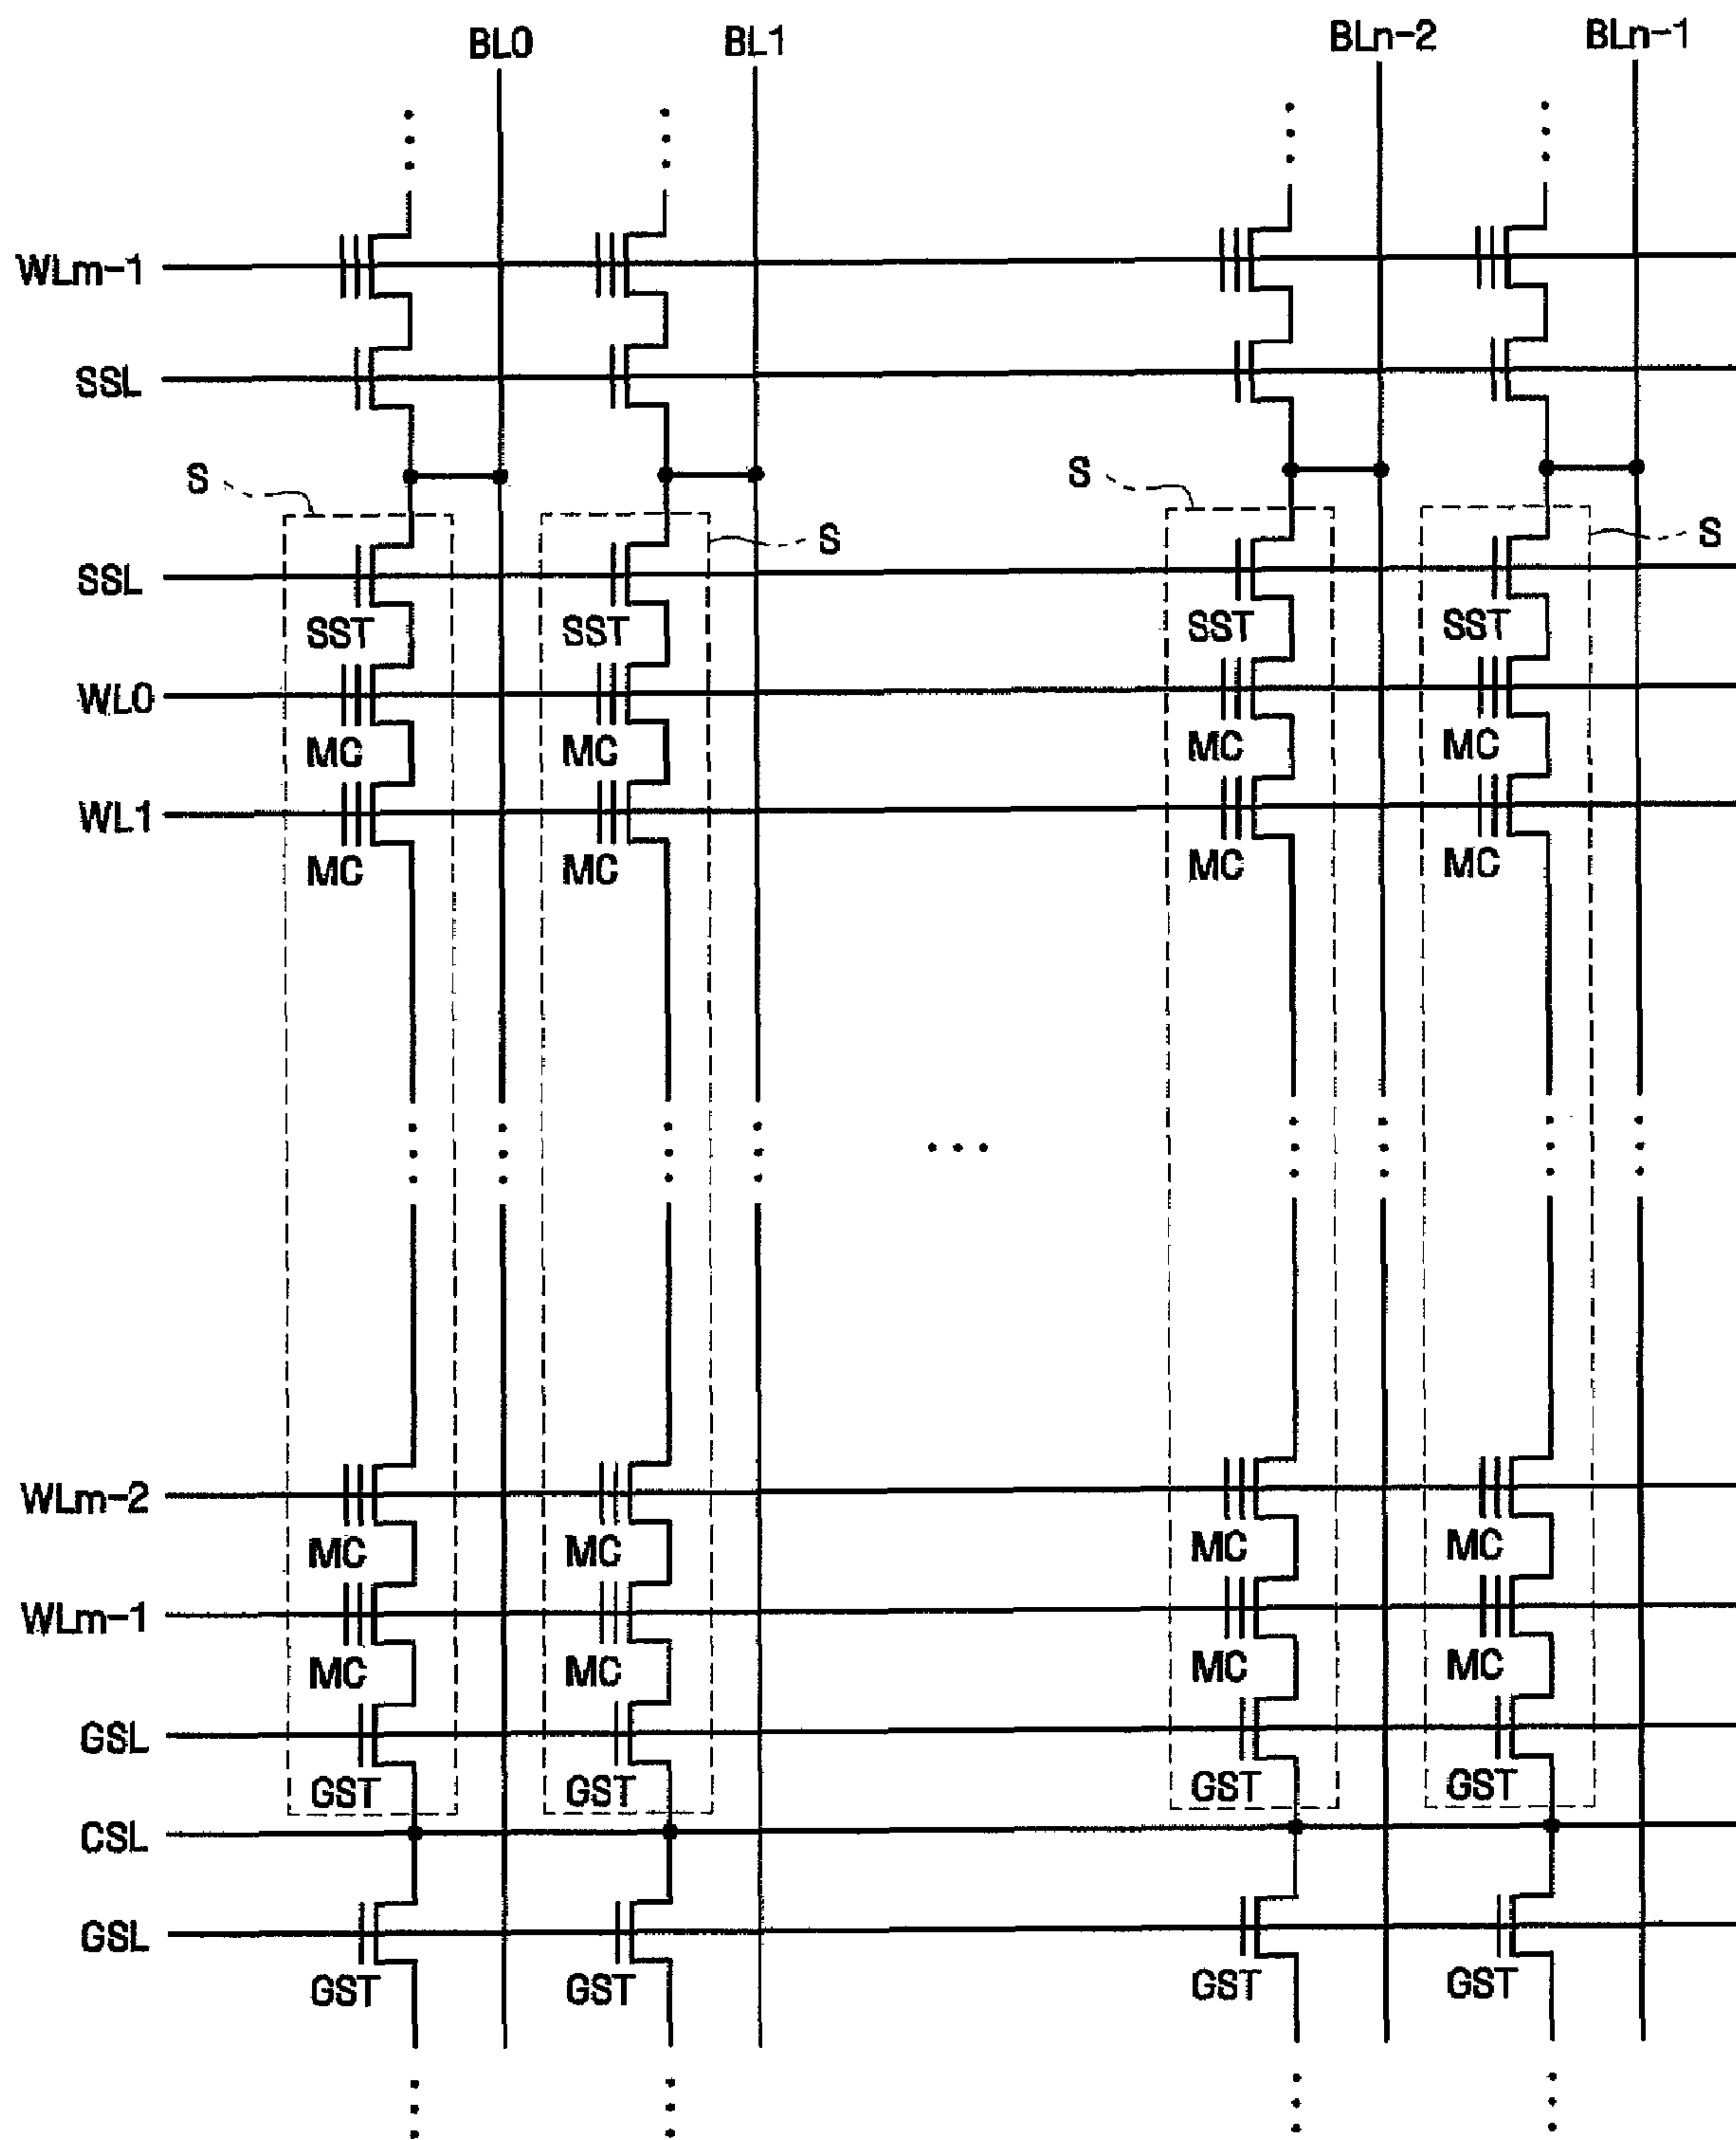 BL0 BL1 BLn-2 BLn-1
WLm-1
SSL
S S
S S
SSL
SST SST SST SST
WL0
MC MC MC MC
WL1
MC MC MC MC
WLm-2
MC MC MC MC
WLm-1
MC MC MC MC
GSL
GST GST GST GST
CSL
GSL
GST GST GST GST